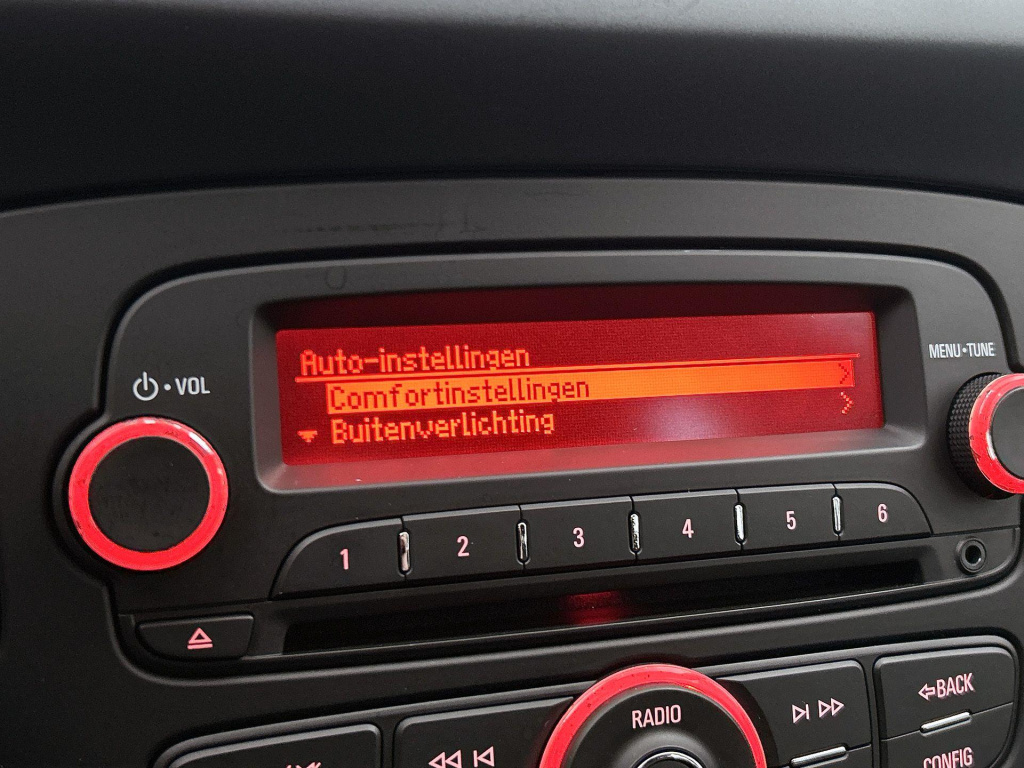 Auto-instellingen
Comfortinstellingen
Buitenverlichting
VOL
MENU•TUNE
1 2 3 4 5 6
RADIO
BACK
CONFIG